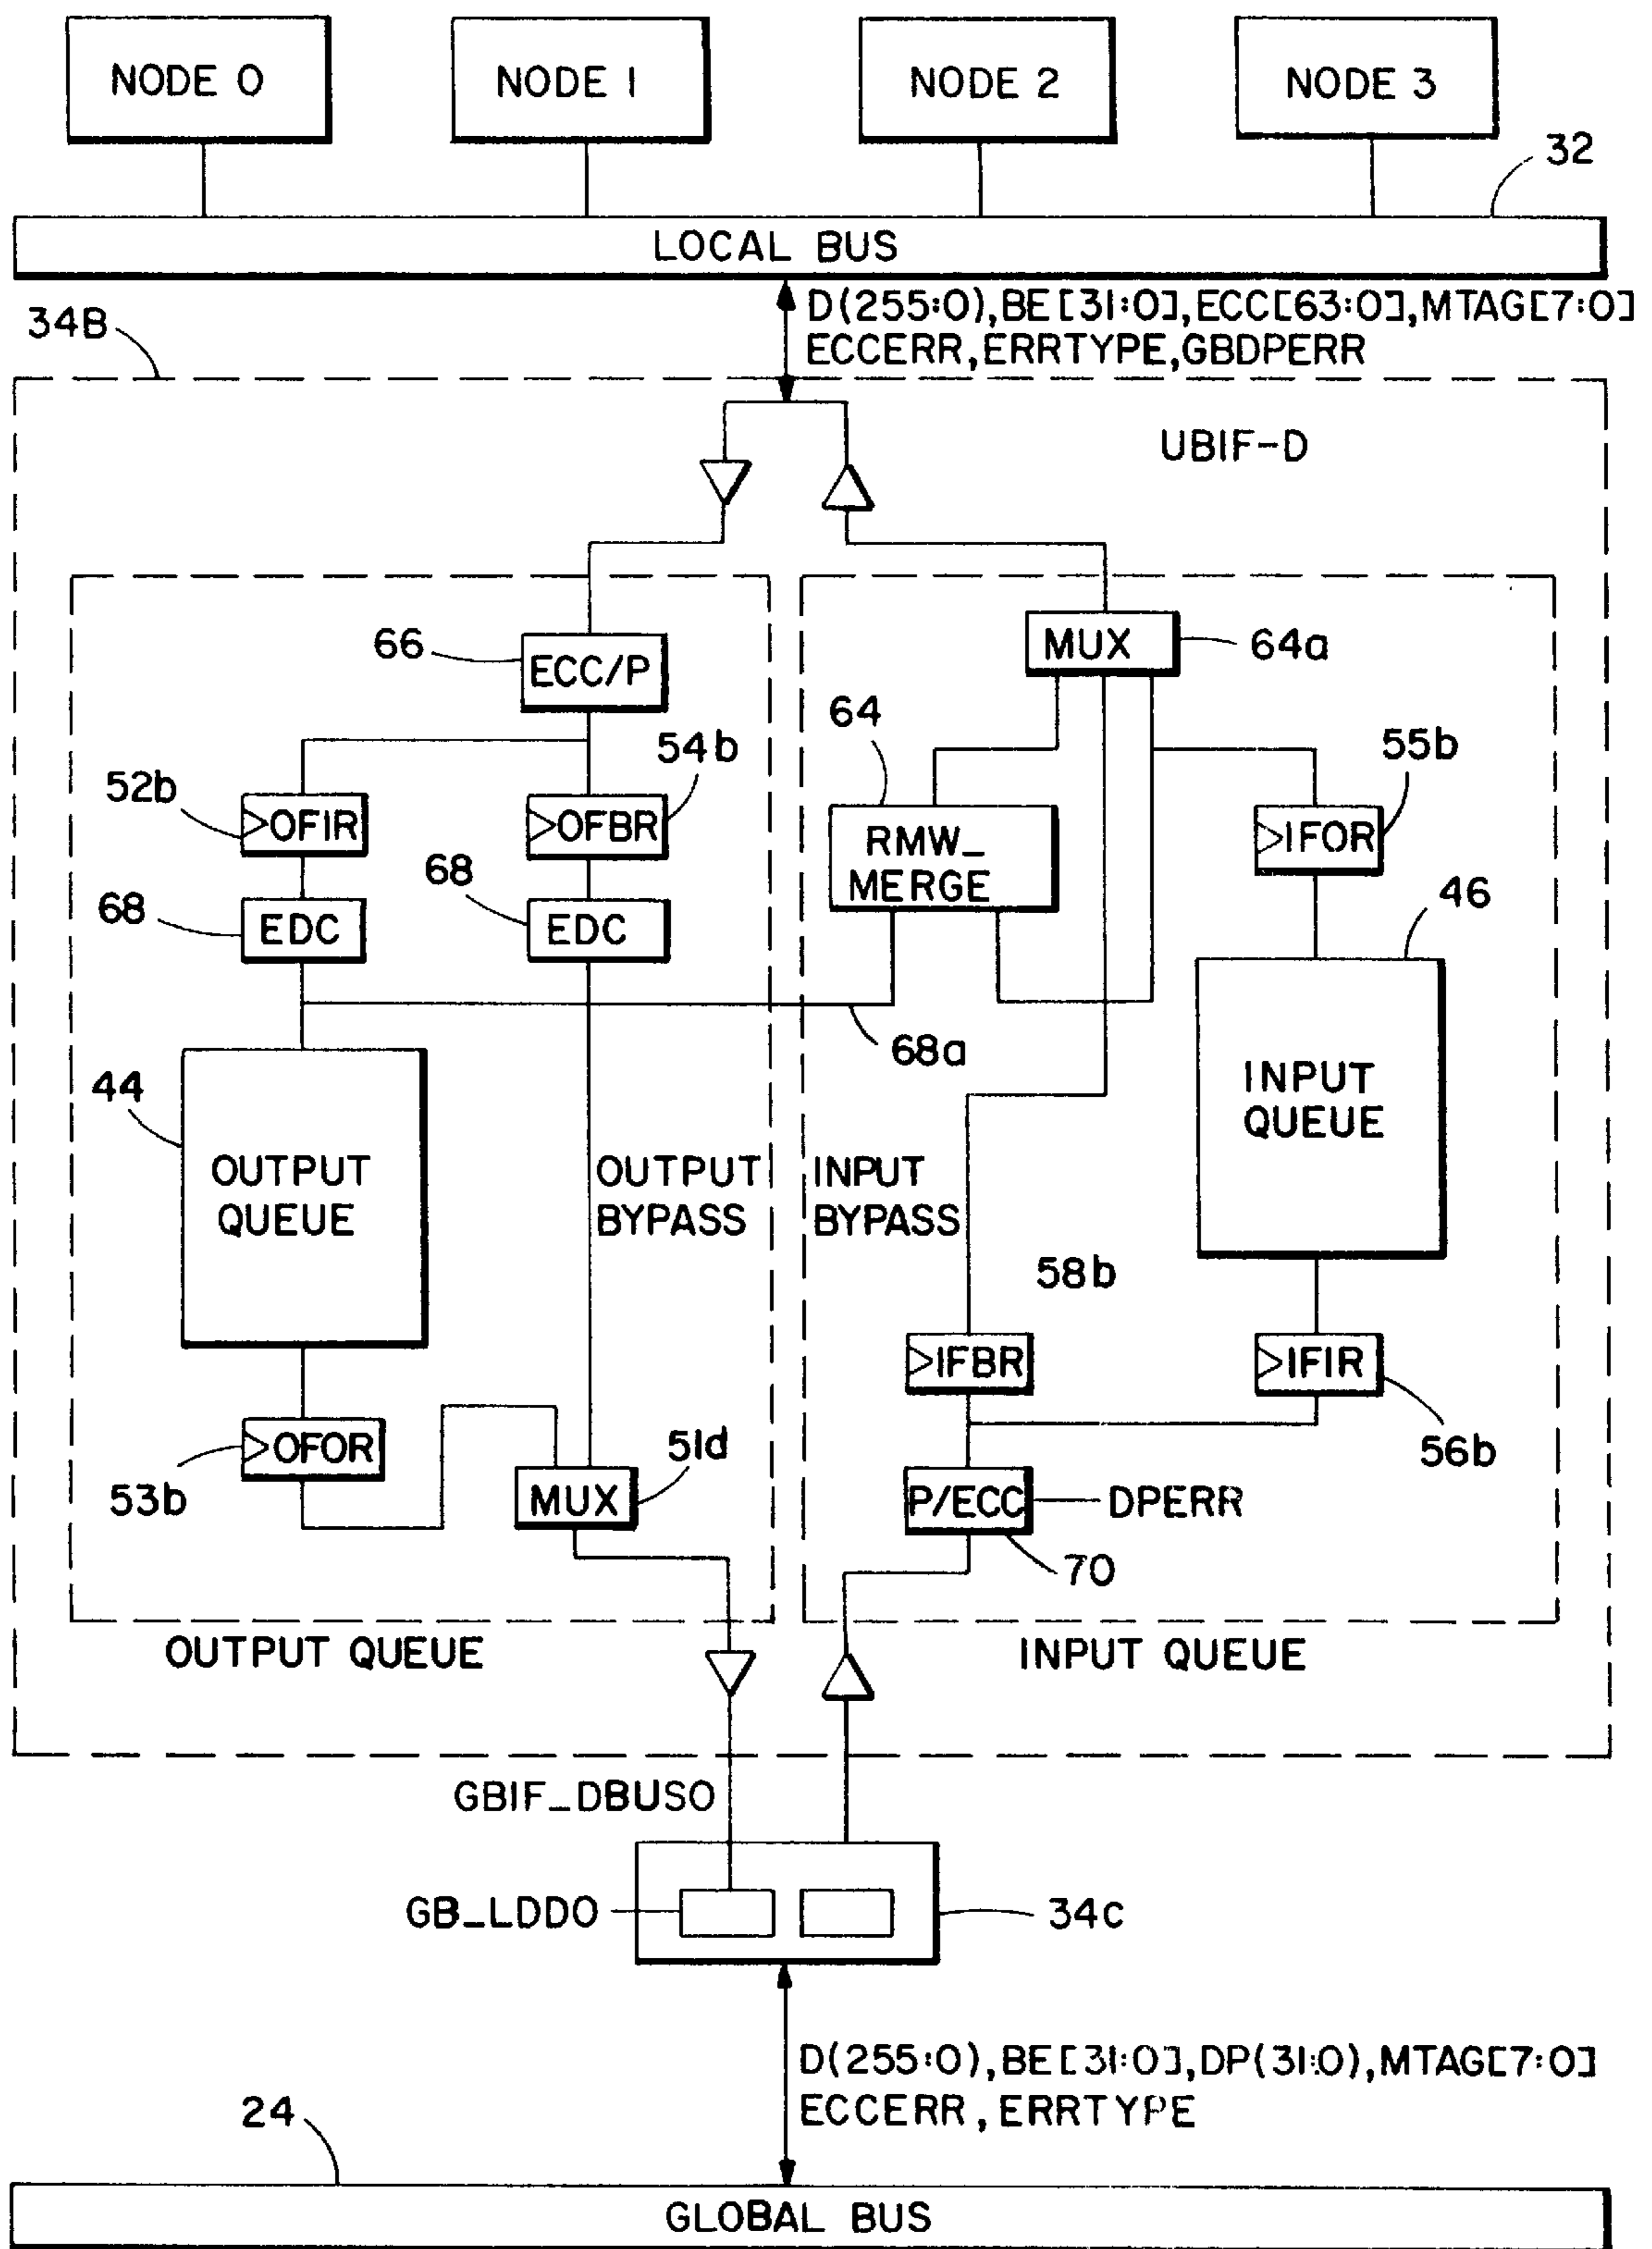 NODE 0
NODE 1
NODE 2
NODE 3
32
LOCAL BUS
D(255:0),BE[31:0],ECC[63:0],MTAG[7:0]
ECCERR,ERRTYPE,GBDPERR
34B
UBIF-D
66
ECC/P
MUX
64a
64
54b
55b
52b
OFIR
OFBR
RMW_
MERGE
IFOR
68
68
46
EDC
EDC
68a
44
OUTPUT
QUEUE
OUTPUT
BYPASS
INPUT
BYPASS
INPUT
QUEUE
58b
IFBR
IFIR
OFOR
51d
56b
53b
MUX
P/ECC
DPERR
70
OUTPUT QUEUE
INPUT QUEUE
GBIF_DBUSO
GB_LDDO
34c
D(255:0),BE[31:0],DP(31:0),MTAG[7:0]
ECCERR, ERRTYPE
24
GLOBAL BUS